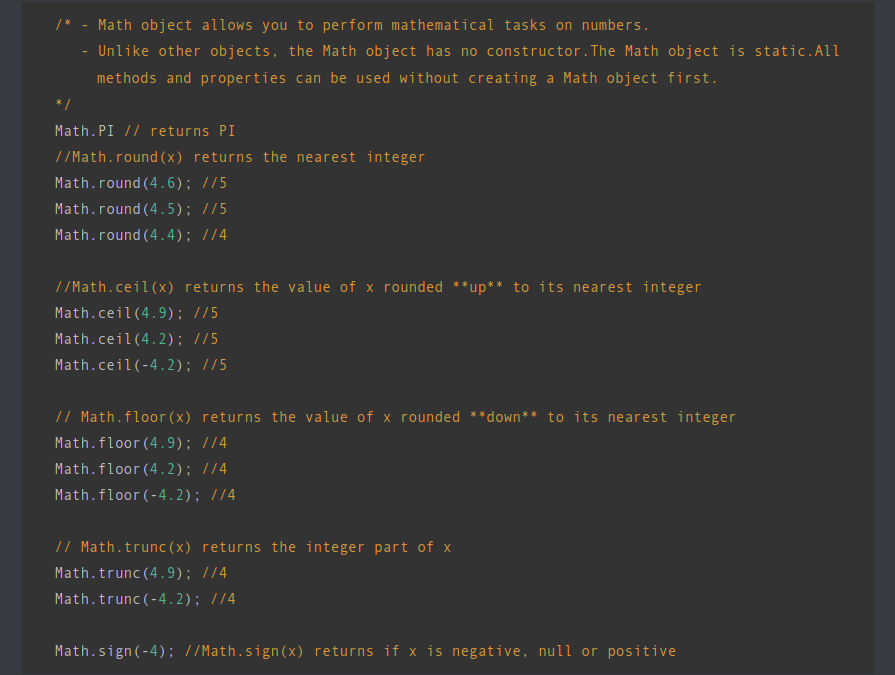 /* - Math object allows you to perform mathematical tasks on numbers.
   - Unlike other objects, the Math object has no constructor.The Math object is static.All
     methods and properties can be used without creating a Math object first.
*/
Math.PI // returns PI
//Math.round(x) returns the nearest integer
Math.round(4.6); //5
Math.round(4.5); //5
Math.round(4.4); //4

//Math.ceil(x) returns the value of x rounded **up** to its nearest integer
Math.ceil(4.9); //5
Math.ceil(4.2); //5
Math.ceil(-4.2); //5

// Math.floor(x) returns the value of x rounded **down** to its nearest integer
Math.floor(4.9); //4
Math.floor(4.2); //4
Math.floor(-4.2); //4

// Math.trunc(x) returns the integer part of x
Math.trunc(4.9); //4
Math.trunc(-4.2); //4

Math.sign(-4); //Math.sign(x) returns if x is negative, null or positive